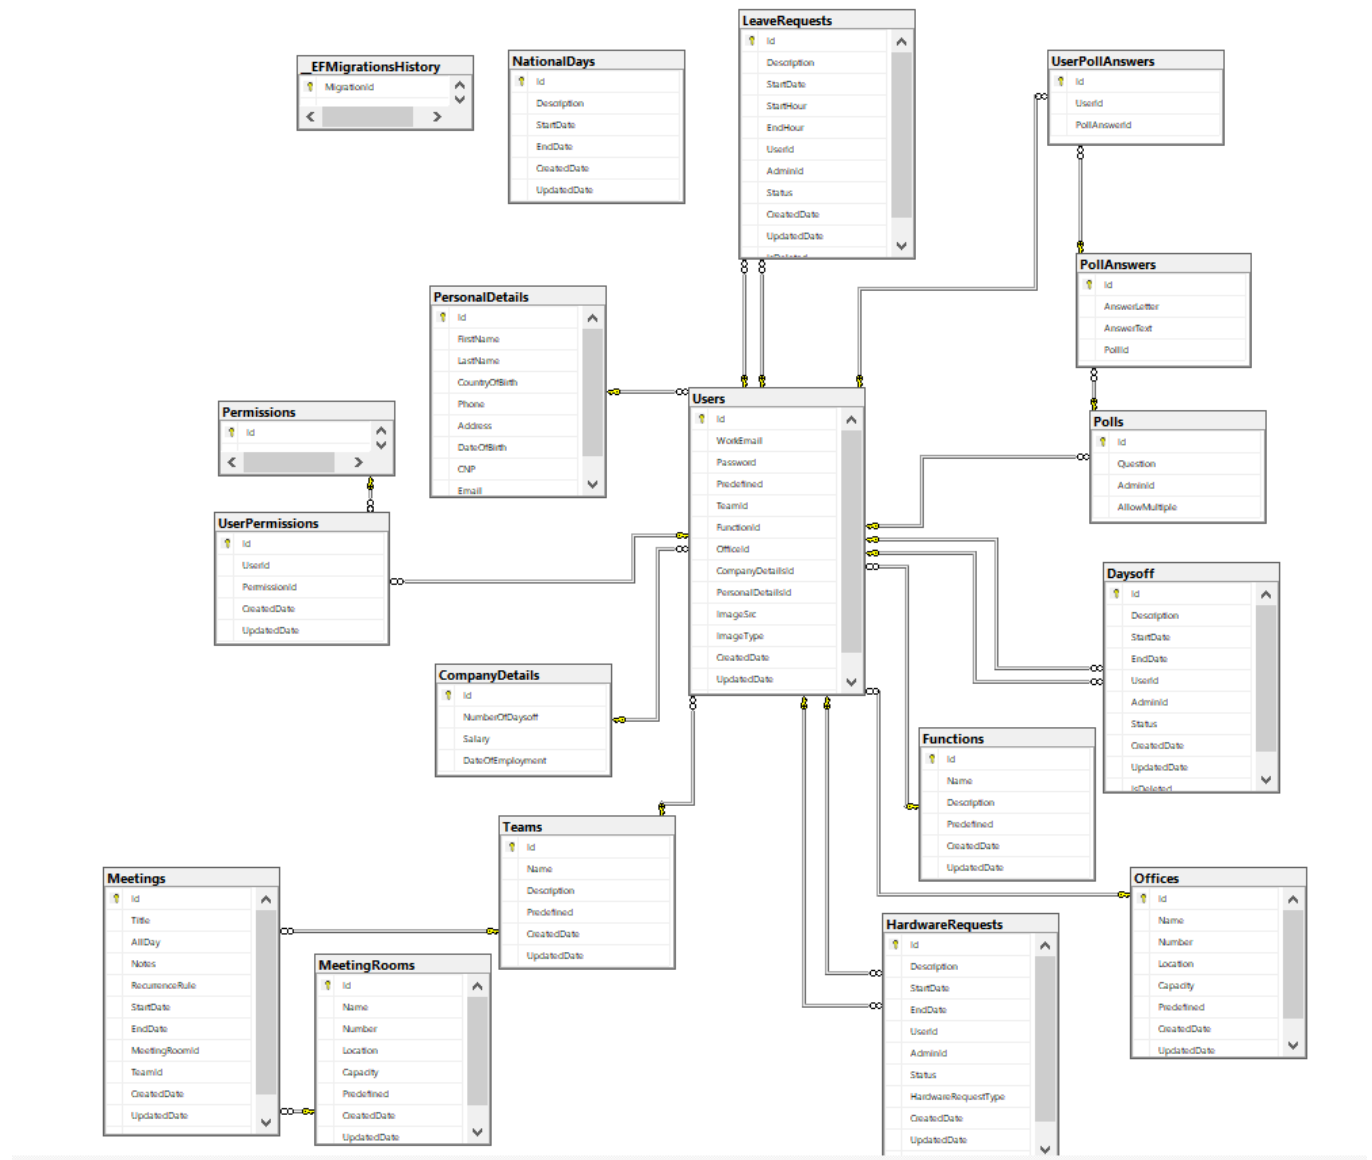 LeaveRequests
Id
Description
StartDate
StartHour
EndHour
UserId
AdminId
Status
CreatedDate
UpdatedDate
IsDeleted
__EFMigrationsHistory
MigrationId
NationalDays
Id
Description
StartDate
EndDate
CreatedDate
UpdatedDate
UserPollAnswers
Id
UserId
PollAnswerId
PollAnswers
Id
AnswerLetter
AnswerText
PollId
PersonalDetails
Id
FirstName
LastName
CountryOfBirth
Phone
Address
DateOfBirth
CNP
Email
Users
Id
WorkEmail
Password
Predefined
TeamId
FunctionId
OfficeId
CompanyDetailsId
PersonalDetailsId
ImageSrc
ImageType
CreatedDate
UpdatedDate
Permissions
Id
Polls
Id
Question
AdminId
AllowMultiple
UserPermissions
Id
UserId
PermissionId
CreatedDate
UpdatedDate
Daysoff
Id
Description
StartDate
EndDate
UserId
AdminId
Status
CreatedDate
UpdatedDate
IsDeleted
CompanyDetails
Id
NumberOfDaysoff
Salary
DateOfEmployment
Functions
Id
Name
Description
Predefined
CreatedDate
UpdatedDate
Teams
Id
Name
Description
Predefined
CreatedDate
UpdatedDate
Meetings
Id
Title
AllDay
Notes
RecurrenceRule
StartDate
EndDate
MeetingRoomId
TeamId
CreatedDate
UpdatedDate
MeetingRooms
Id
Name
Number
Location
Capacity
Predefined
CreatedDate
UpdatedDate
Offices
Id
Name
Number
Location
Capacity
Predefined
CreatedDate
UpdatedDate
HardwareRequests
Id
Description
StartDate
EndDate
UserId
AdminId
Status
HardwareRequestType
CreatedDate
UpdatedDate